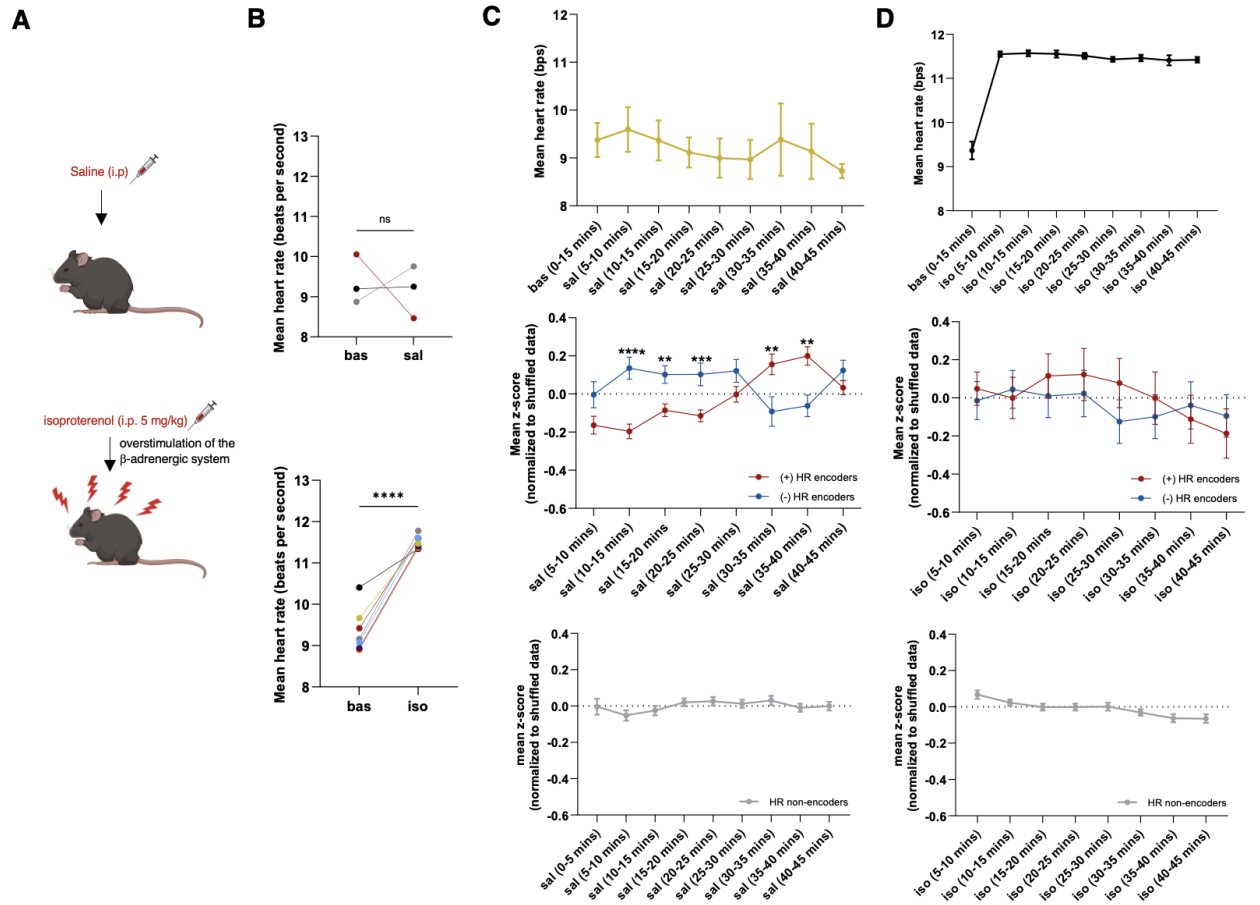 A
Saline (i.p)
isoproterenol (i.p. 5 mg/kg)
overstimulation of the
β-adrenergic system
B
Mean heart rate (beats per second)
13
12
11
10
9
8
ns
bas
sal
Mean heart rate (beats per second)
13
12
11
10
9
8
****
bas
iso
C
Mean heart rate (bps)
12
11
10
9
8
bas (0-15 mins)
sal (5-10 mins)
sal (10-15 mins)
sal (15-20 mins)
sal (20-25 mins)
sal (25-30 mins)
sal (30-35 mins)
sal (35-40 mins)
sal (40-45 mins)
Mean z-score
(normalized to shuffled data)
0.4
0.2
0.0
-0.2
-0.4
-0.6
****
**
***
**
**
(+) HR encoders
(-) HR encoders
sal (5-10 mins)
sal (10-15 mins)
sal (15-20 mins
sal (20-25 mins)
sal (25-30 mins)
sal (30-35 mins)
sal (35-40 mins)
sal (40-45 mins)
mean z-score
(normalized to shuffled data)
0.4
0.2
0.0
-0.2
-0.4
-0.6
HR non-encoders
sal (0-5 mins)
sal (5-10 mins)
sal (10-15 mins)
sal (15-20 mins)
sal (20-25 mins)
sal (25-30 mins)
sal (30-35 mins)
sal (35-40 mins)
sal (40-45 mins)
D
Mean heart rate (bps)
12
11
10
9
8
bas (0-15 mins)
iso (5-10 mins)
iso (10-15 mins)
iso (15-20 mins)
iso (20-25 mins)
iso (25-30 mins)
iso (30-35 mins)
iso (35-40 mins)
iso (40-45 mins)
Mean z-score
(normalized to shuffled data)
0.4
0.2
0.0
-0.2
-0.4
-0.6
(+) HR encoders
(-) HR encoders
iso (5-10 mins)
iso (10-15 mins)
iso (15-20 mins
iso (20-25 mins)
iso (25-30 mins)
iso (30-35 mins)
iso (35-40 mins)
iso (40-45 mins)
mean z-score
(normalized to shuffled data)
0.4
0.2
0.0
-0.2
-0.4
-0.6
HR non-encoders
iso (5-10 mins)
iso (10-15 mins)
iso (15-20 mins)
iso (20-25 mins)
iso (25-30 mins)
iso (30-35 mins)
iso (35-40 mins)
iso (40-45 mins)